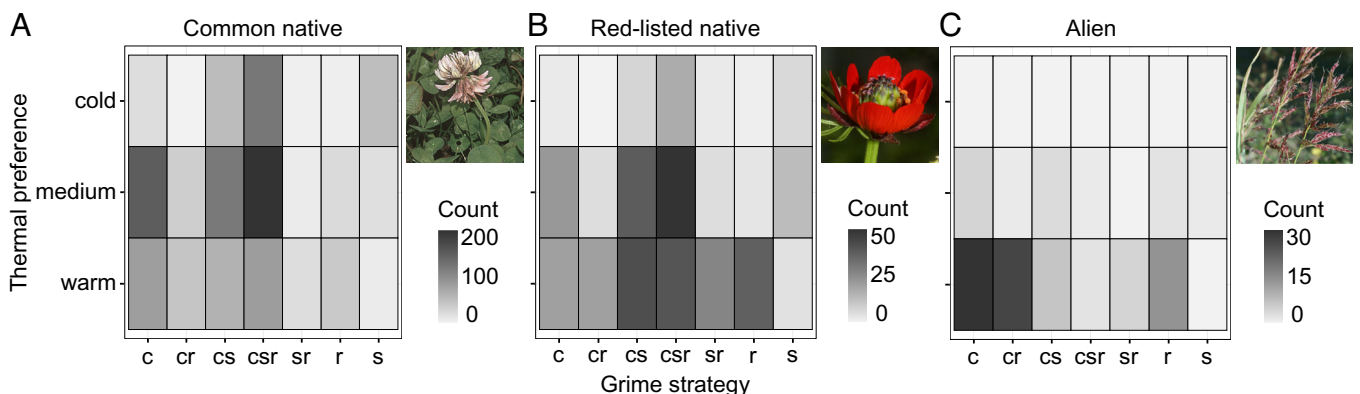 A Common native
B Red-listed native
C Alien
Thermal preference
cold
medium
warm
Count
200
100
0
Count
50
25
0
Count
30
15
0
c cr cs csr sr r s
c cr cs csr sr r s
c cr cs csr sr r s
Grime strategy